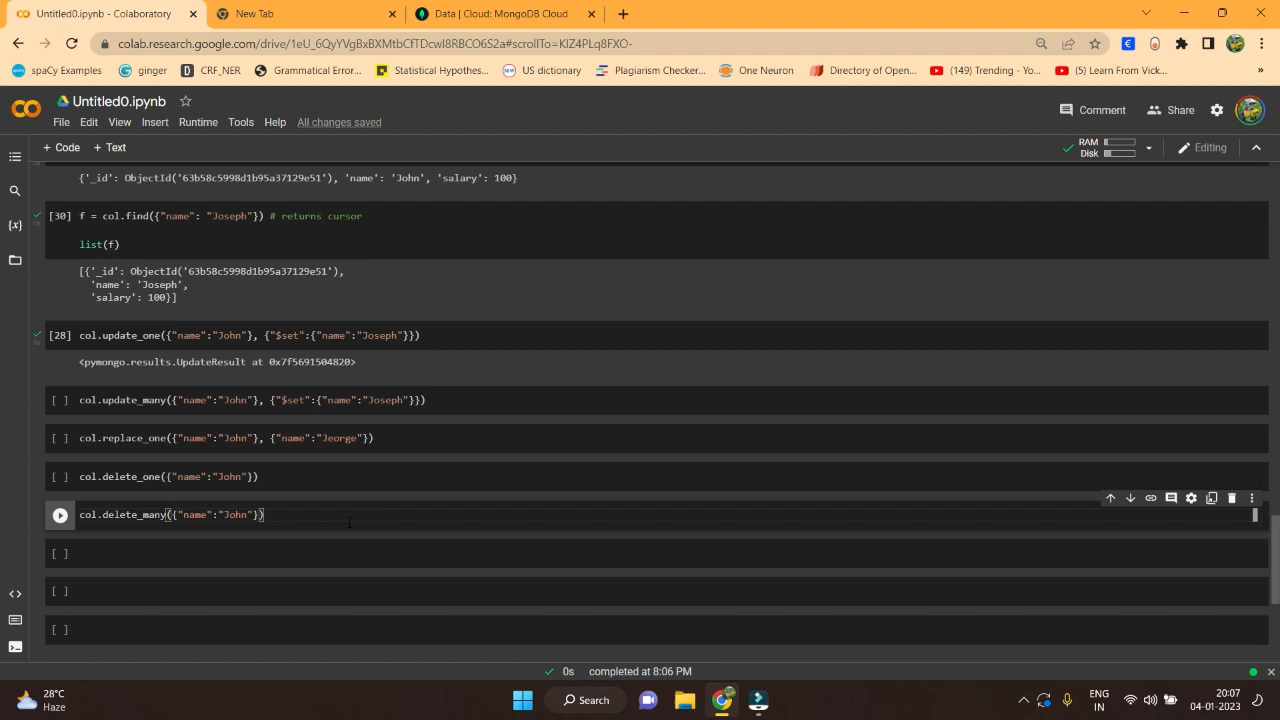 Untitled0.ipynb - Colaboratory
New Tab
Data | Cloud: MongoDB Cloud
colab.research.google.com/drive/1eU_6QyYVgBxBXMtbCfTDcwI8RBCO6S2a#scrollTo=KIZ4PLq8FXO-
spaCy Examples
ginger
CRF_NER
Grammatical Error...
Statistical Hypothes...
US dictionary
Plagiarism Checker...
One Neuron
Directory of Open...
(149) Trending - Yo...
(5) Learn From Vick...
»
Untitled0.ipynb
File Edit View Insert Runtime Tools Help All changes saved
Comment
Share
+ Code + Text
RAM
Disk
Editing
{'_id': ObjectId('63b58c5998d1b95a37129e51'), 'name': 'John', 'salary': 100}
[30] f = col.find({"name": "Joseph"}) # returns cursor
list(f)
[{'_id': ObjectId('63b58c5998d1b95a37129e51'),
'name': 'Joseph',
'salary': 100}]
[28] col.update_one({"name":"John"}, {"$set":{"name":"Joseph"}})
<pymongo.results.UpdateResult at 0x7f5691504820>
[ ] col.update_many({"name":"John"}, {"$set":{"name":"Joseph"}})
[ ] col.replace_one({"name":"John"}, {"name":"Jeorge"})
[ ] col.delete_one({"name":"John"})
col.delete_many({"name":"John"})
[ ]
[ ]
[ ]
0s completed at 8:06 PM
28°C
Haze
Search
ENG
IN
20:07
04-01-2023